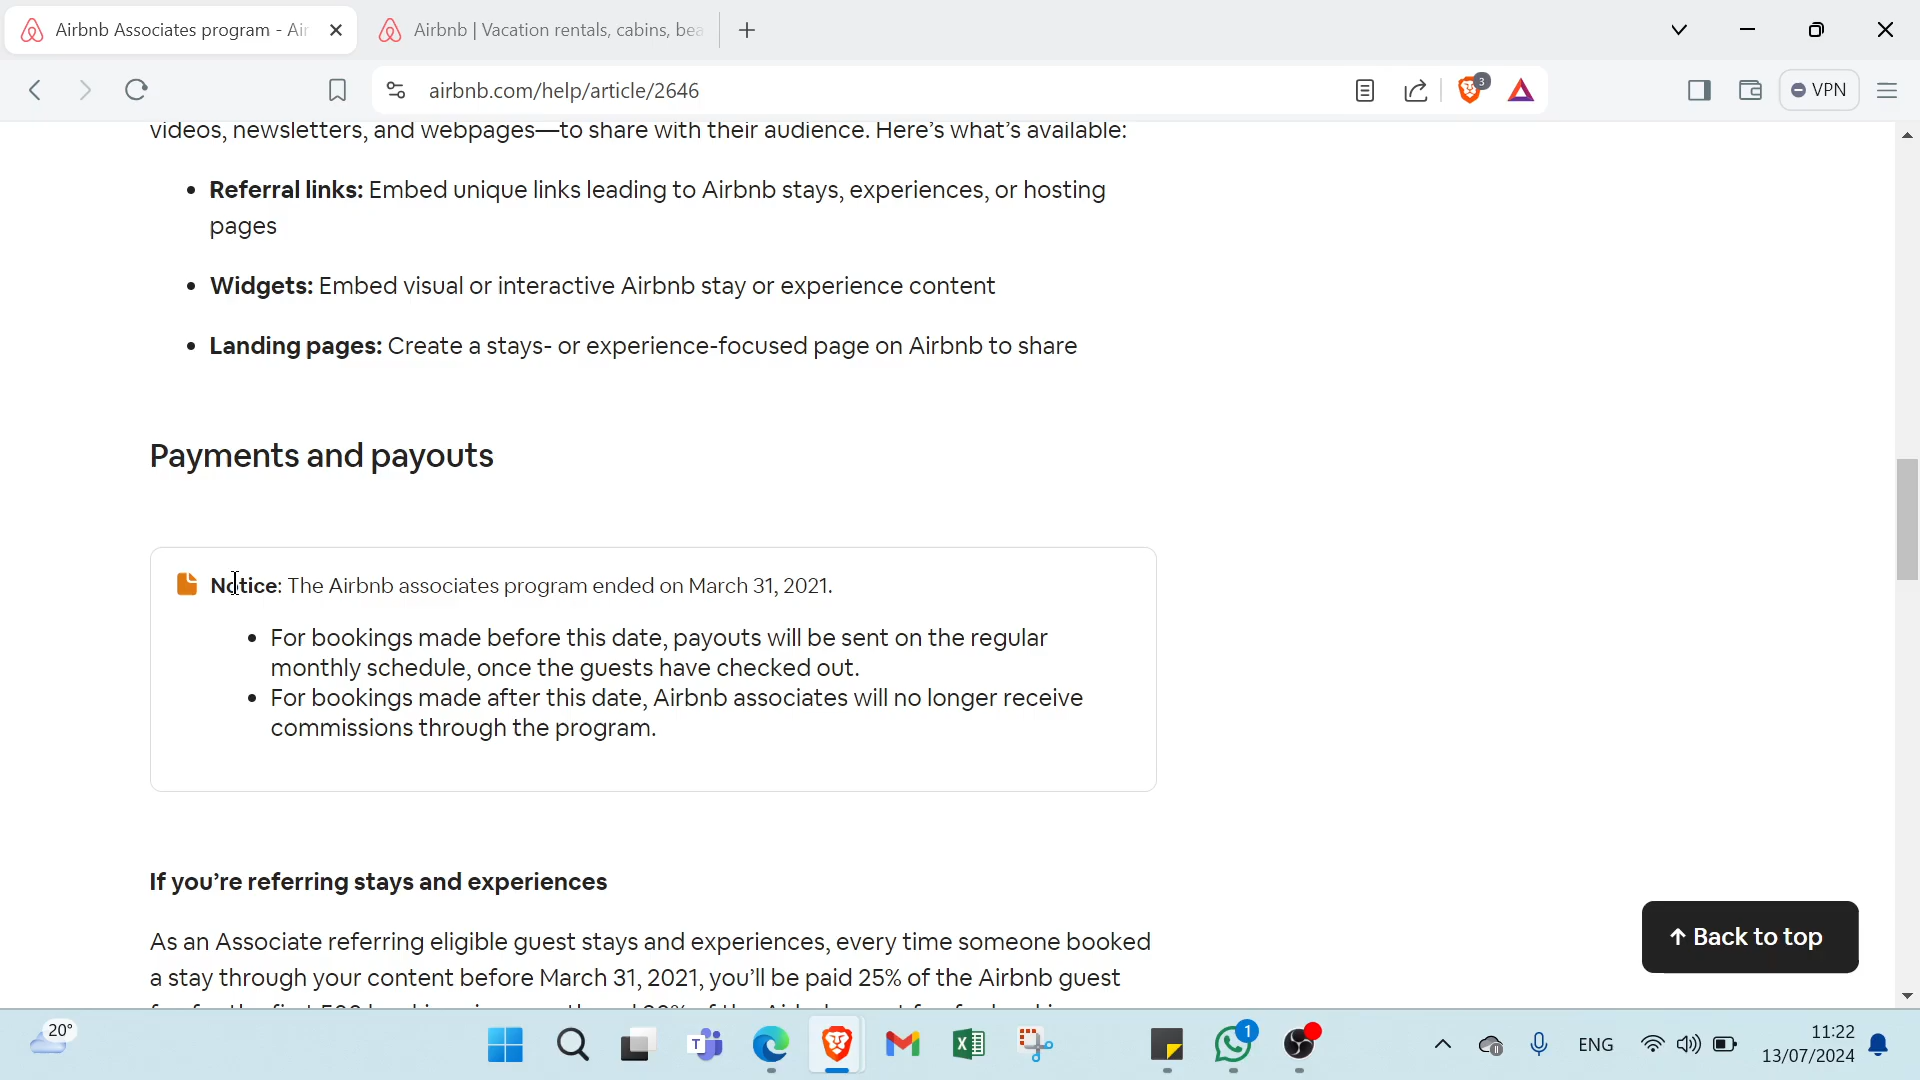 Airbnb Associates program - Air
Airbnb | Vacation rentals, cabins, bea
airbnb.com/help/article/2646
3
VPN
videos, newsletters, and webpages—to share with their audience. Here's what's available:
• Referral links: Embed unique links leading to Airbnb stays, experiences, or hosting
pages
• Widgets: Embed visual or interactive Airbnb stay or experience content
• Landing pages: Create a stays- or experience-focused page on Airbnb to share
Payments and payouts
Notice: The Airbnb associates program ended on March 31, 2021.
• For bookings made before this date, payouts will be sent on the regular
monthly schedule, once the guests have checked out.
• For bookings made after this date, Airbnb associates will no longer receive
commissions through the program.
If you're referring stays and experiences
As an Associate referring eligible guest stays and experiences, every time someone booked
a stay through your content before March 31, 2021, you'll be paid 25% of the Airbnb guest
↑ Back to top
20°
1
ENG
11:22
13/07/2024